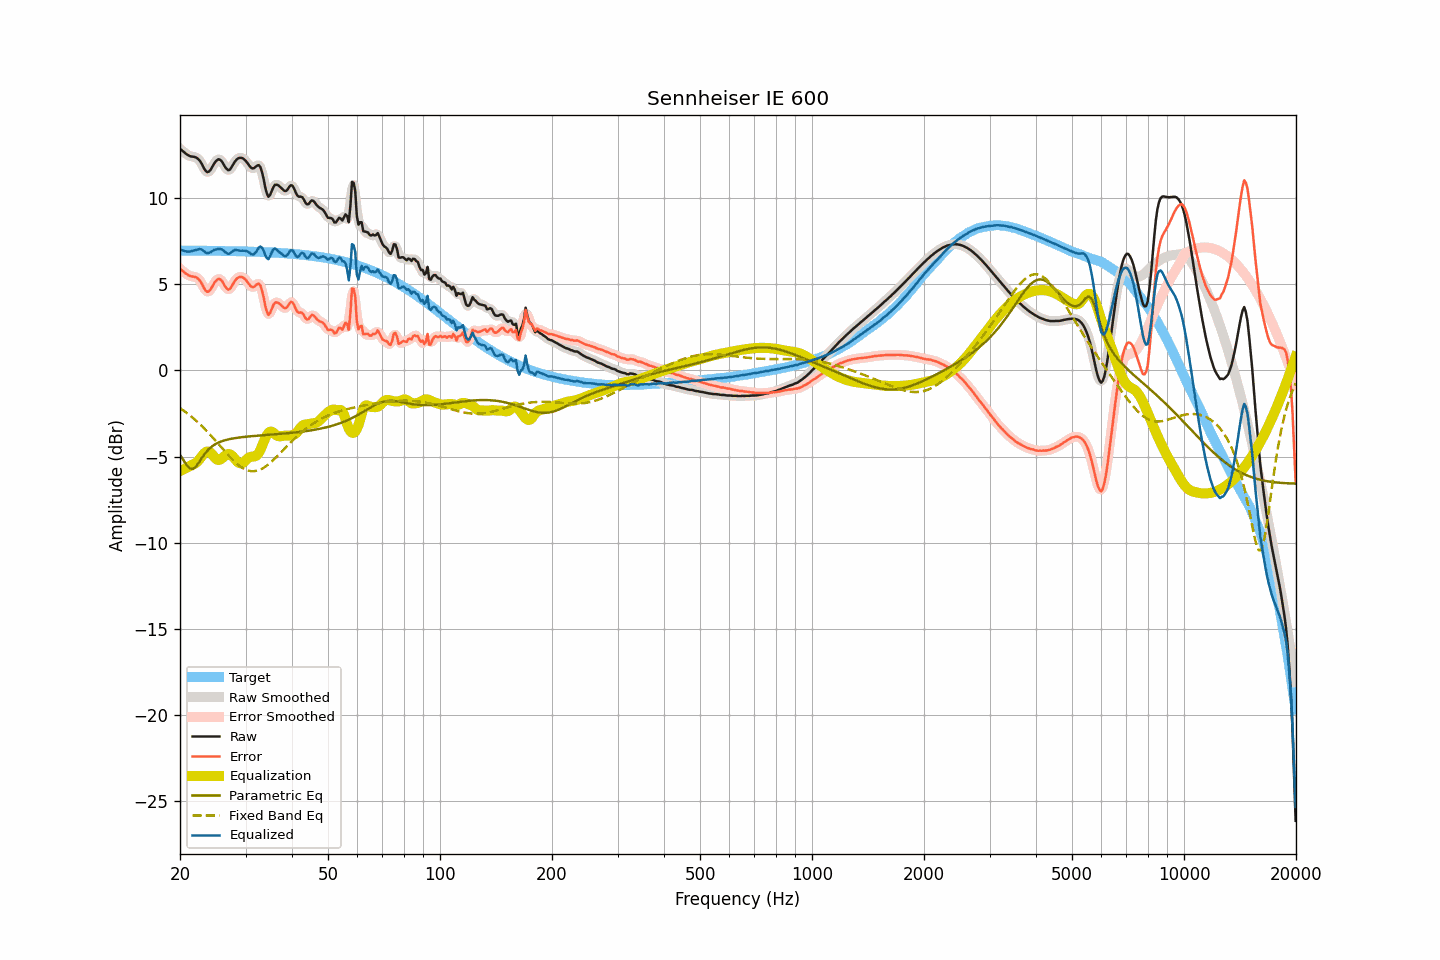 Sennheiser IE 600
Amplitude (dBr)
10
5
0
−5
−10
−15
−20
−25
Target
Raw Smoothed
Error Smoothed
Raw
Error
Equalization
Parametric Eq
Fixed Band Eq
Equalized
20 50 100 200 500 1000 2000 5000 10000 20000
Frequency (Hz)